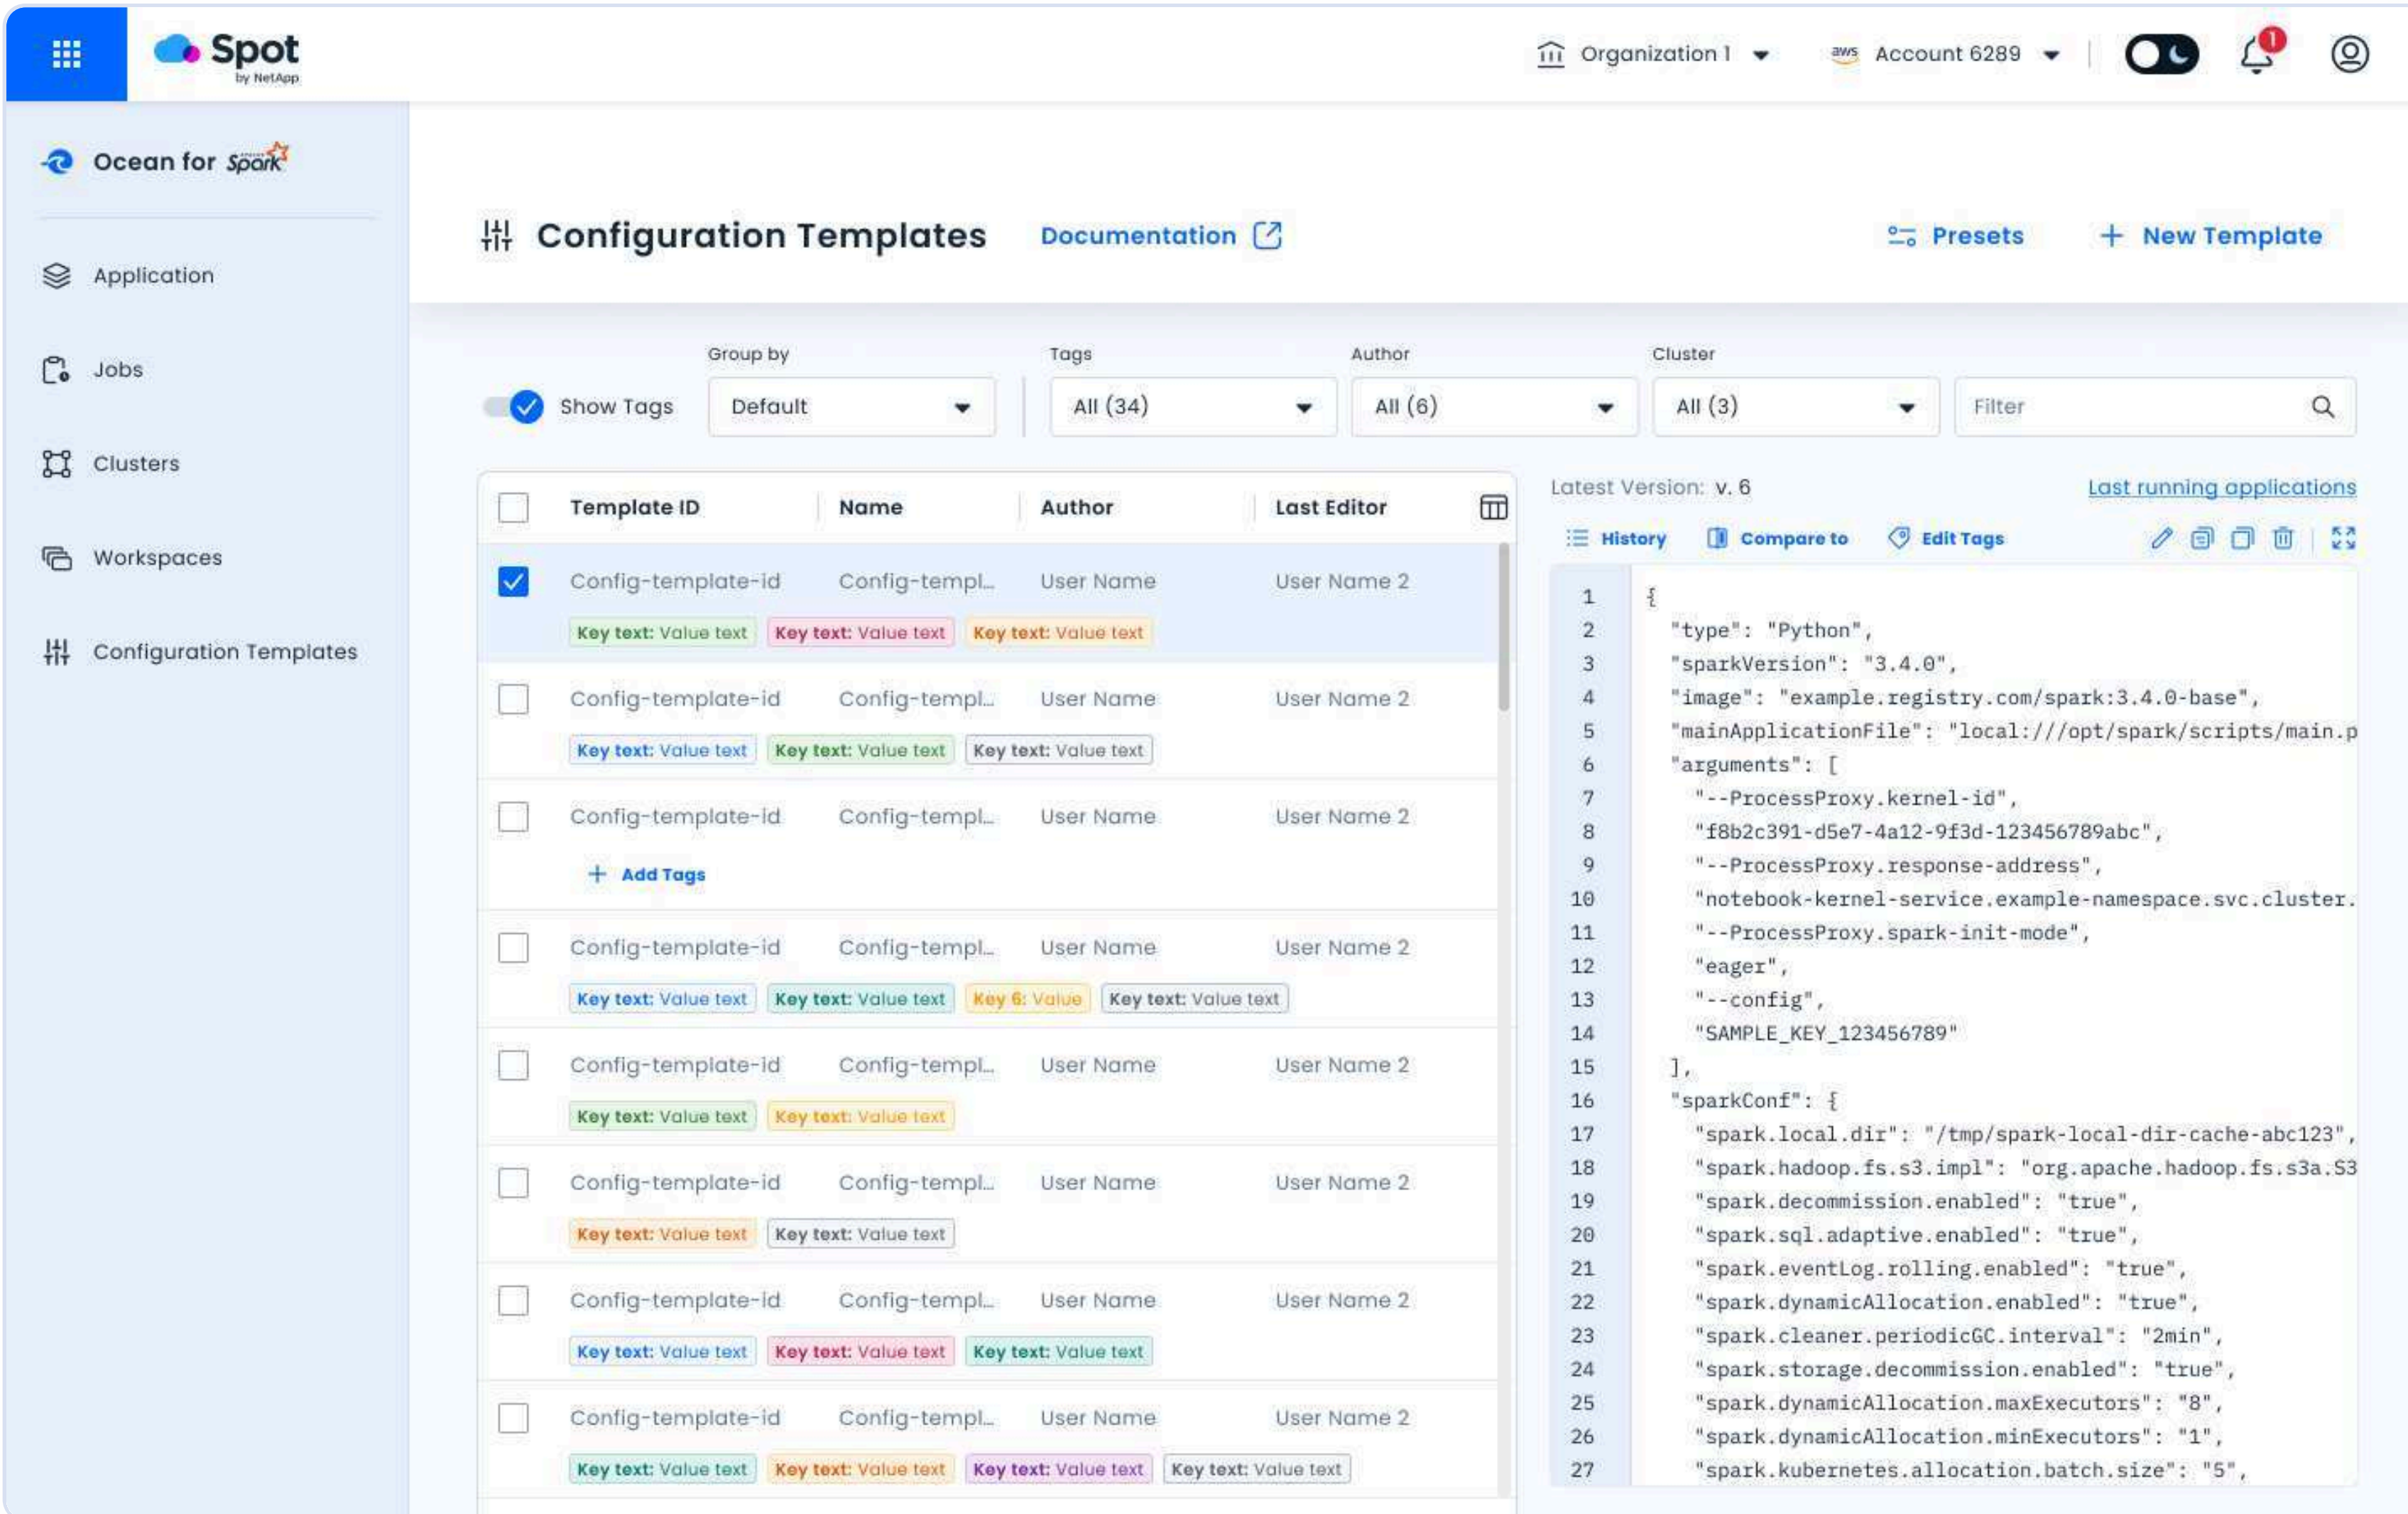 Spot
by NetApp
Organization 1
aws Account 6289
1
Ocean for Spark
Application
Jobs
Clusters
Workspaces
Configuration Templates
Configuration Templates
Documentation
Presets
+ New Template
Show Tags
Group by
Default
Tags
All (34)
Author
All (6)
Cluster
All (3)
Filter
Template ID Name Author Last Editor
Config-template-id Config-templ... User Name User Name 2
Key text: Value text Key text: Value text Key text: Value text
Config-template-id Config-templ... User Name User Name 2
Key text: Value text Key text: Value text Key text: Value text
Config-template-id Config-templ... User Name User Name 2
+ Add Tags
Config-template-id Config-templ... User Name User Name 2
Key text: Value text Key text: Value text Key 6: Value Key text: Value text
Config-template-id Config-templ... User Name User Name 2
Key text: Value text Key text: Value text
Config-template-id Config-templ... User Name User Name 2
Key text: Value text Key text: Value text
Config-template-id Config-templ... User Name User Name 2
Key text: Value text Key text: Value text Key text: Value text
Config-template-id Config-templ... User Name User Name 2
Key text: Value text Key text: Value text Key text: Value text Key text: Value text
Latest Version: v. 6
Last running applications
History Compare to Edit Tags
1 {
2 "type": "Python",
3 "sparkVersion": "3.4.0",
4 "image": "example.registry.com/spark:3.4.0-base",
5 "mainApplicationFile": "local:///opt/spark/scripts/main.p
6 "arguments": [
7 "--ProcessProxy.kernel-id",
8 "f8b2c391-d5e7-4a12-9f3d-123456789abc",
9 "--ProcessProxy.response-address",
10 "notebook-kernel-service.example-namespace.svc.cluster.
11 "--ProcessProxy.spark-init-mode",
12 "eager",
13 "--config",
14 "SAMPLE_KEY_123456789"
15 ],
16 "sparkConf": {
17 "spark.local.dir": "/tmp/spark-local-dir-cache-abc123",
18 "spark.hadoop.fs.s3.impl": "org.apache.hadoop.fs.s3a.S3
19 "spark.decommission.enabled": "true",
20 "spark.sql.adaptive.enabled": "true",
21 "spark.eventLog.rolling.enabled": "true",
22 "spark.dynamicAllocation.enabled": "true",
23 "spark.cleaner.periodicGC.interval": "2min",
24 "spark.storage.decommission.enabled": "true",
25 "spark.dynamicAllocation.maxExecutors": "8",
26 "spark.dynamicAllocation.minExecutors": "1",
27 "spark.kubernetes.allocation.batch.size": "5",